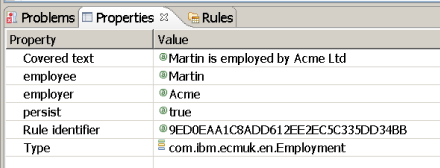 Problems Properties Rules
Property Value
Covered text Martin is employed by Acme Ltd
employee Martin
employer Acme
persist true
Rule identifier 9ED0EAA1C8ADD612EE2EC5C335DD34BB
Type com.ibm.ecmuk.en.Employment